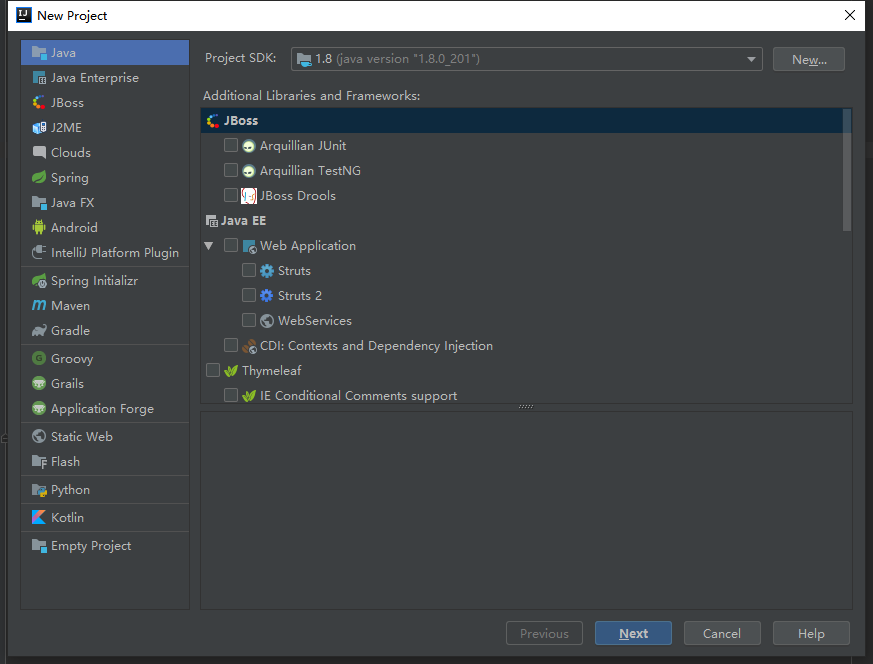 New Project
Java
Java Enterprise
JBoss
J2ME
Clouds
Spring
Java FX
Android
IntelliJ Platform Plugin
Spring Initializr
Maven
Gradle
Groovy
Grails
Application Forge
Static Web
Flash
Python
Kotlin
Empty Project
Project SDK: 1.8 (java version "1.8.0_201") New...
Additional Libraries and Frameworks:
JBoss
Arquillian JUnit
Arquillian TestNG
JBoss Drools
Java EE
Web Application
Struts
Struts 2
WebServices
CDI: Contexts and Dependency Injection
Thymeleaf
IE Conditional Comments support
Previous Next Cancel Help